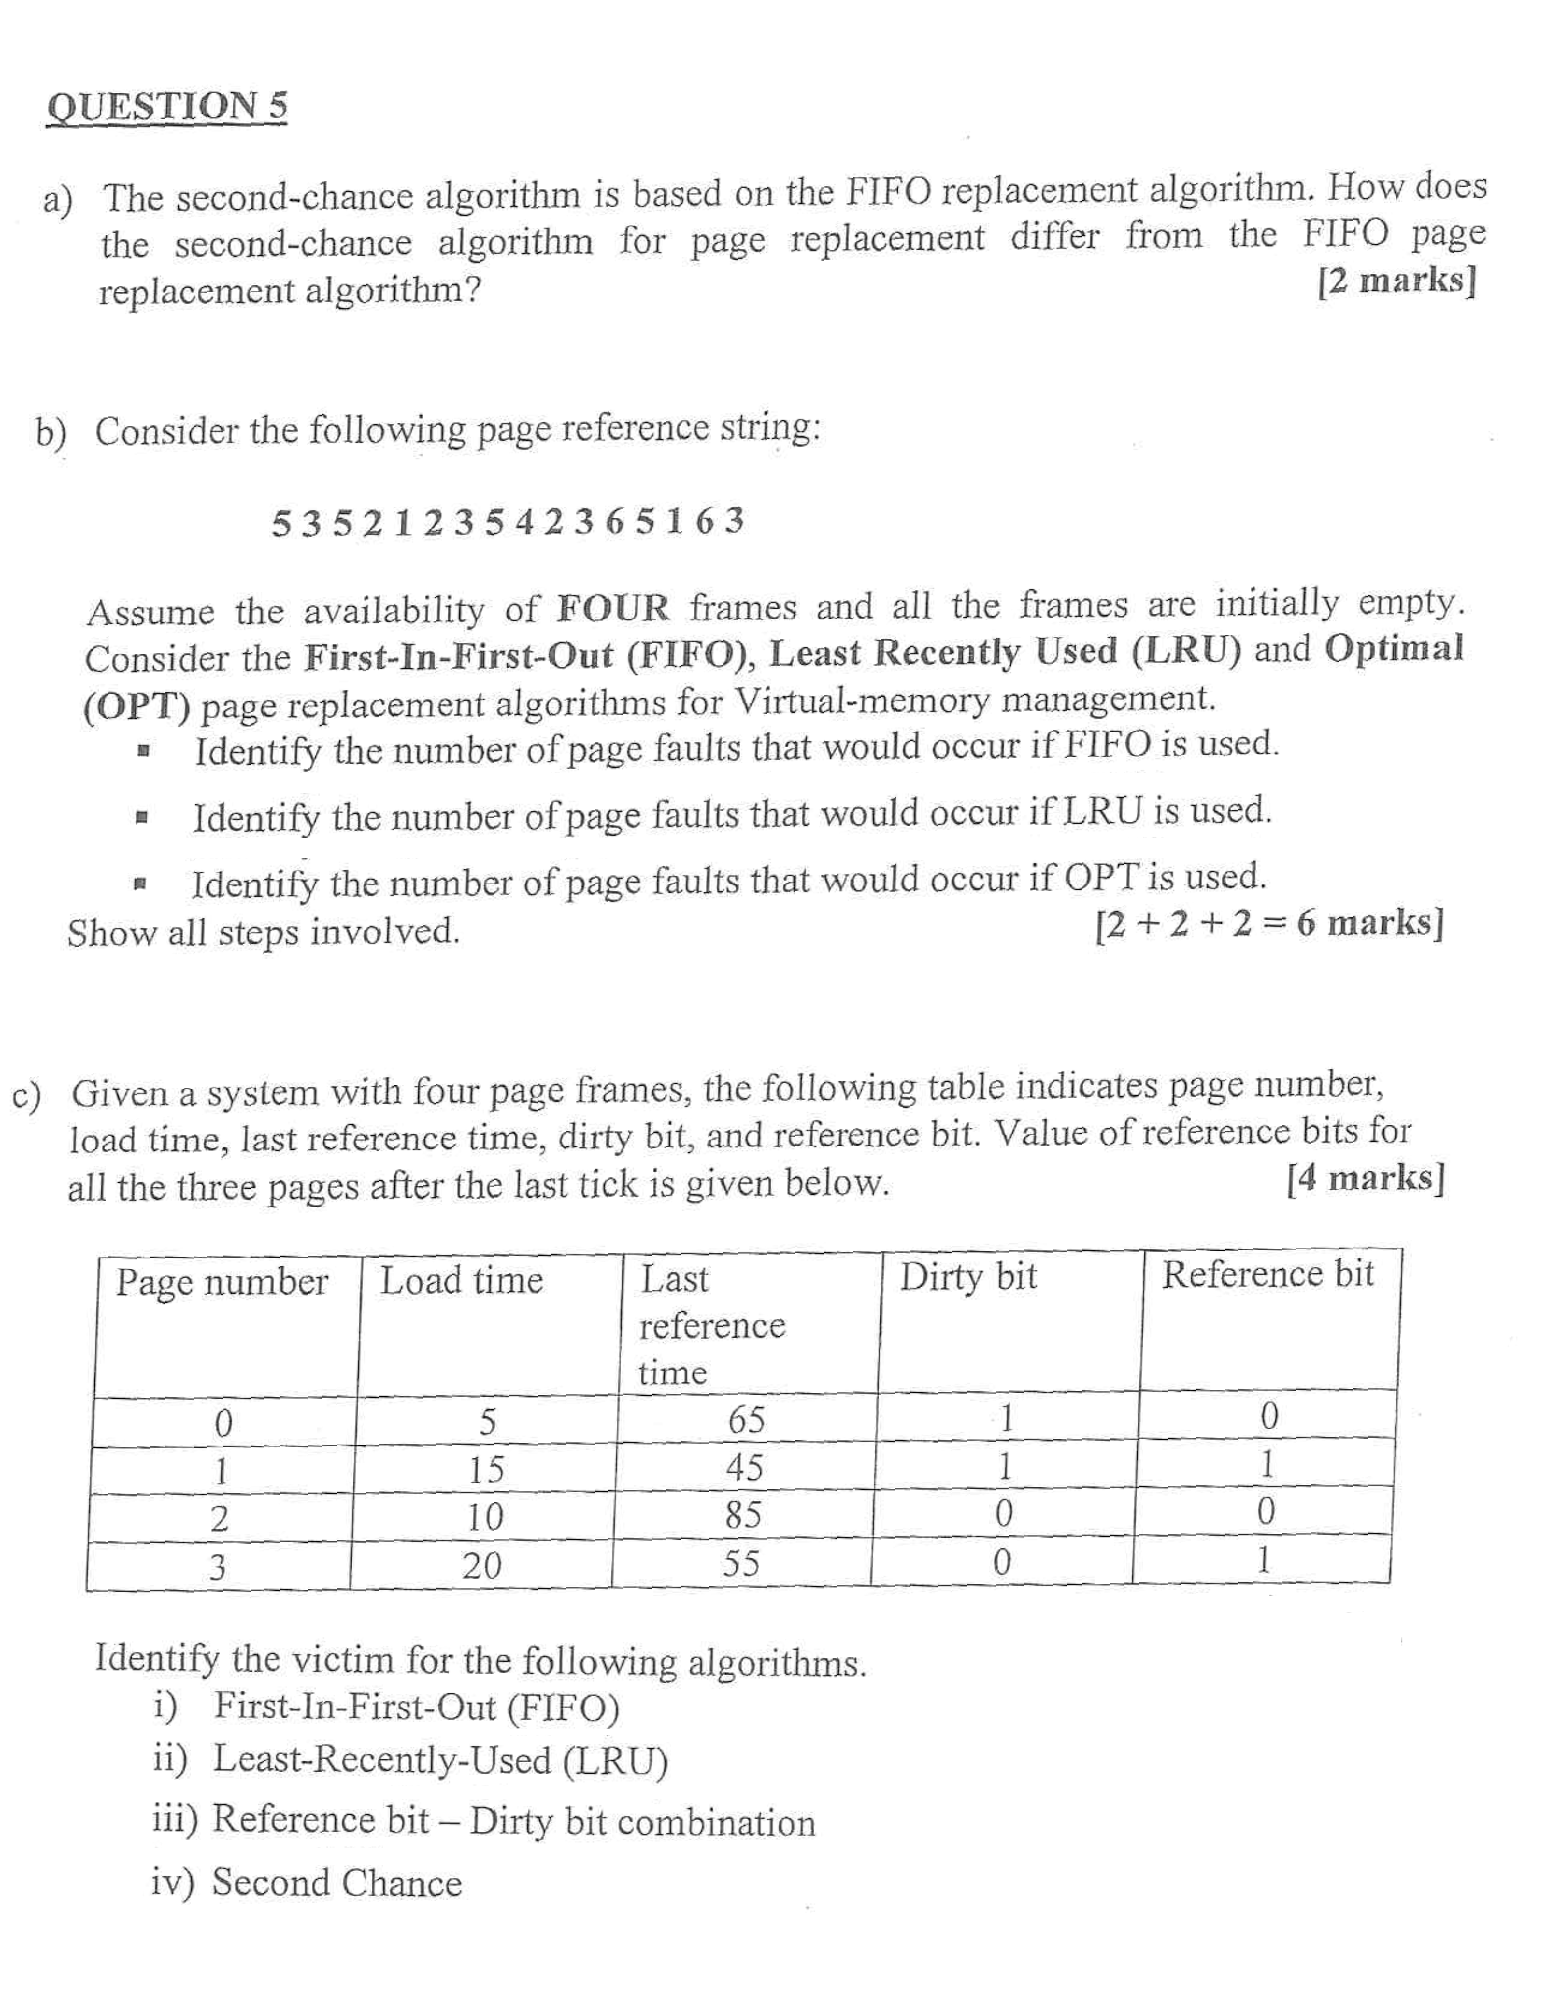 QUESTION 5
a) The second-chance algorithm is based on the FIFO replacement algorithm. How does
the second-chance algorithm for page replacement differ from the FIFO page
replacement algorithm? [2 marks]
b) Consider the following page reference string:
5 3 5 2 1 2 3 5 4 2 3 6 5 1 6 3
Assume the availability of FOUR frames and all the frames are initially empty.
Consider the First-In-First-Out (FIFO), Least Recently Used (LRU) and Optimal
(OPT) page replacement algorithms for Virtual-memory management.
▪ Identify the number of page faults that would occur if FIFO is used.
▪ Identify the number of page faults that would occur if LRU is used.
▪ Identify the number of page faults that would occur if OPT is used.
Show all steps involved. [2 + 2 + 2 = 6 marks]
c) Given a system with four page frames, the following table indicates page number,
load time, last reference time, dirty bit, and reference bit. Value of reference bits for
all the three pages after the last tick is given below. [4 marks]
Page number Load time Last Dirty bit Reference bit
reference
time
0 5 65 1 0
1 15 45 1 1
2 10 85 0 0
3 20 55 0 1
Identify the victim for the following algorithms.
i) First-In-First-Out (FIFO)
ii) Least-Recently-Used (LRU)
iii) Reference bit – Dirty bit combination
iv) Second Chance